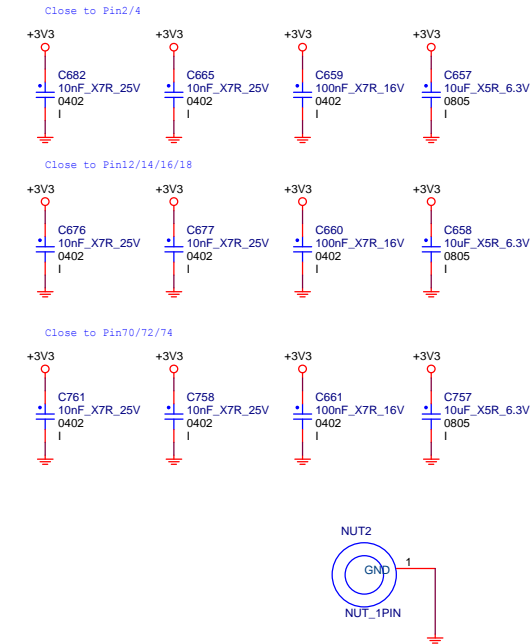 Close to Pin2/4
+3V3 +3V3 +3V3 +3V3
C682 C665 C659 C657
10nF_X7R_25V 10nF_X7R_25V 100nF_X7R_16V 10uF_X5R_6.3V
0402 0402 0402 0805
I I I I
Close to Pin12/14/16/18
+3V3 +3V3 +3V3 +3V3
C676 C677 C660 C658
10nF_X7R_25V 10nF_X7R_25V 100nF_X7R_16V 10uF_X5R_6.3V
0402 0402 0402 0805
I I I I
Close to Pin70/72/74
+3V3 +3V3 +3V3 +3V3
C761 C758 C661 C757
10nF_X7R_25V 10nF_X7R_25V 100nF_X7R_16V 10uF_X5R_6.3V
0402 0402 0402 0805
I I I I
NUT2
GND 1
NUT_1PIN